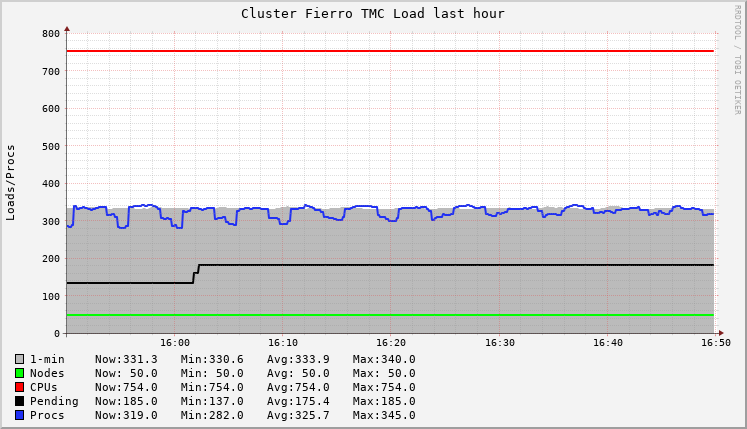 Cluster Fierro TMC Load last hour
RRDTOOL / TOBI OETIKER
Loads/Procs
800
700
600
500
400
300
200
100
0
16:00 16:10 16:20 16:30 16:40 16:50
1-min Now:331.3 Min:330.6 Avg:333.9 Max:340.0
Nodes Now: 50.0 Min: 50.0 Avg: 50.0 Max: 50.0
CPUs Now:754.0 Min:754.0 Avg:754.0 Max:754.0
Pending Now:185.0 Min:137.0 Avg:175.4 Max:185.0
Procs Now:319.0 Min:282.0 Avg:325.7 Max:345.0